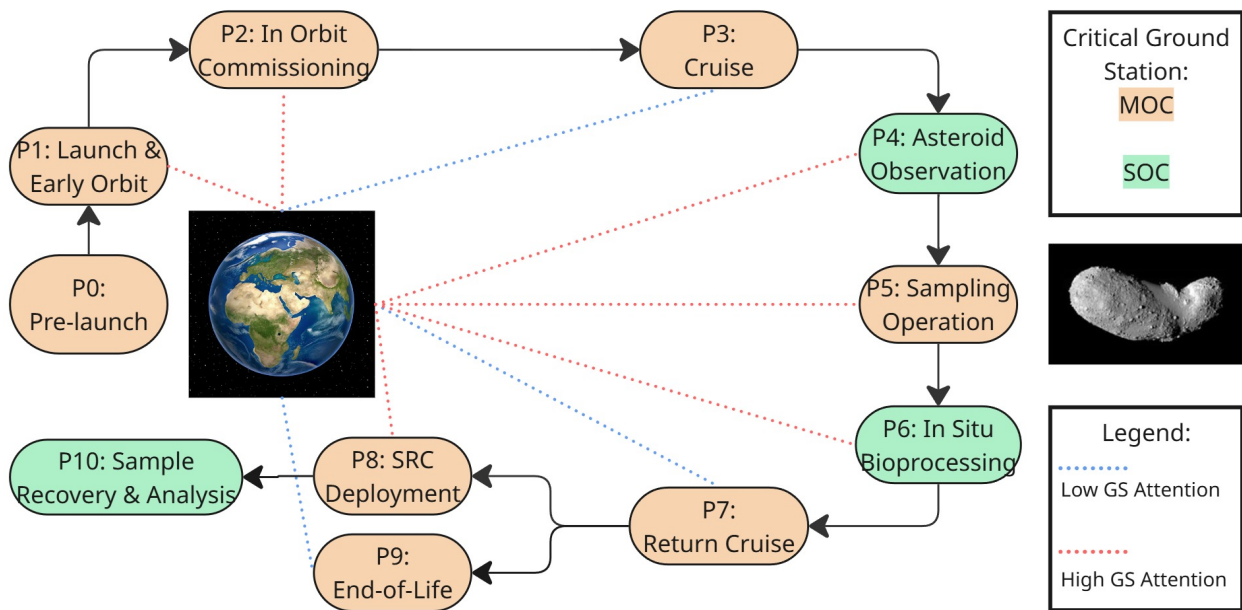 P2: In Orbit
Commissioning
P3:
Cruise
Critical Ground
Station:
MOC
SOC
P1: Launch &
Early Orbit
P4: Asteroid
Observation
P0:
Pre-launch
P5: Sampling
Operation
P6: In Situ
Bioprocessing
P10: Sample
Recovery & Analysis
P8: SRC
Deployment
P7:
Return Cruise
P9:
End-of-Life
Legend:
Low GS Attention
High GS Attention